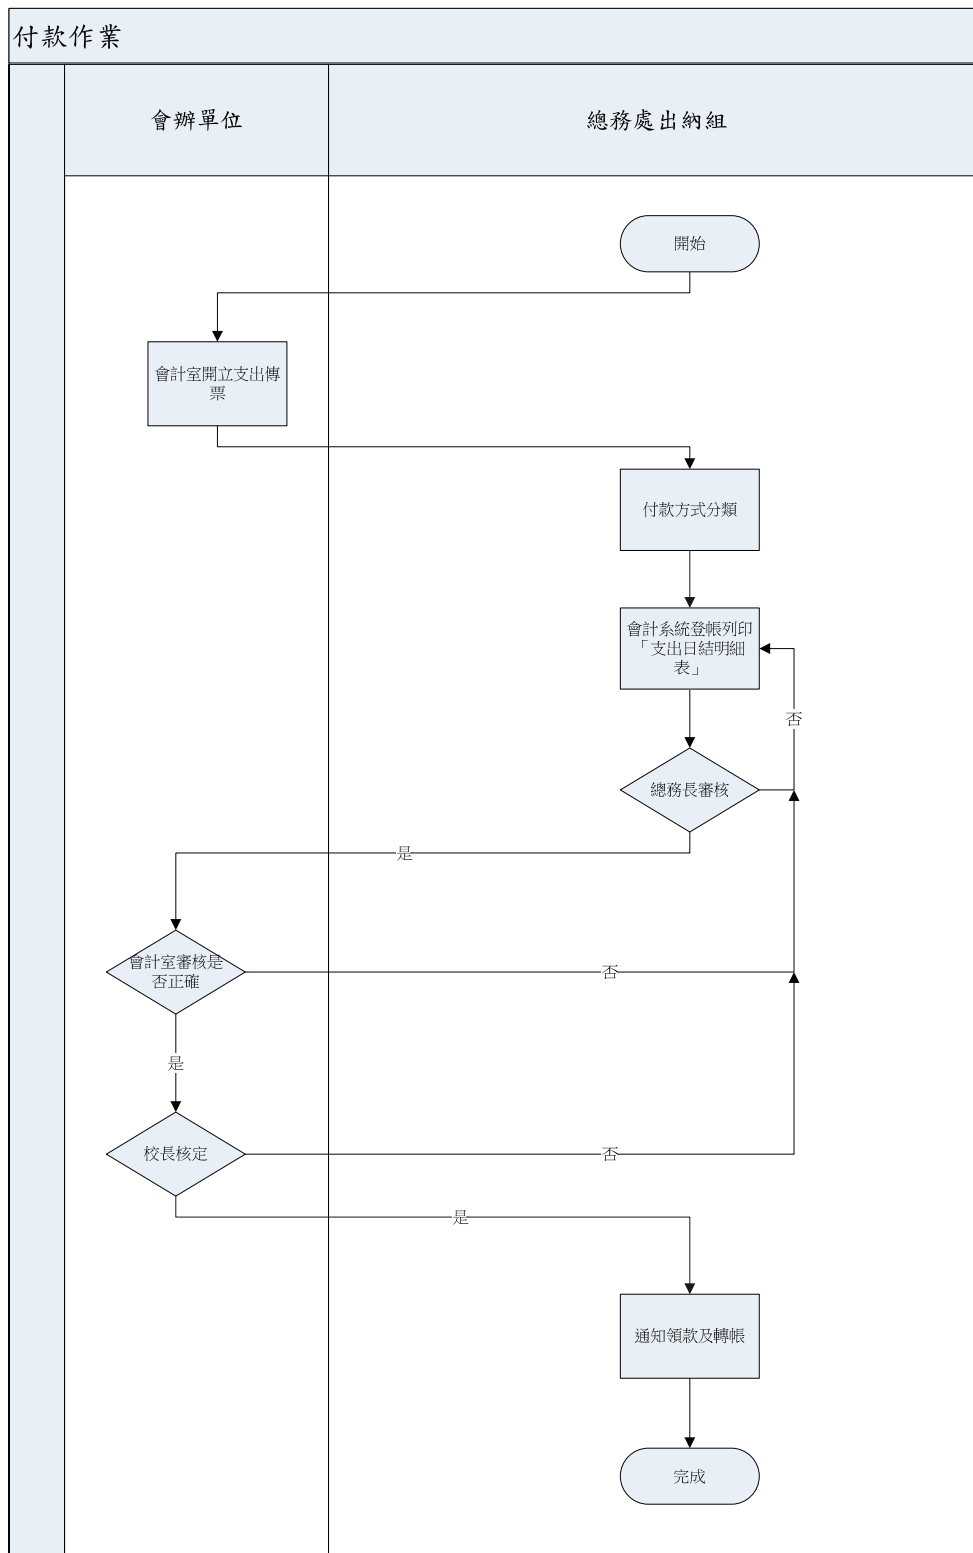 付款作業
會辦單位
總務處出納組
開始
會計室開立支出傳
票
付款方式分類
會計系統登帳列印
「支出日結明細
表」
否
總務長審核
是
會計室審核是
否正確
否
是
校長核定
否
是
通知領款及轉帳
完成